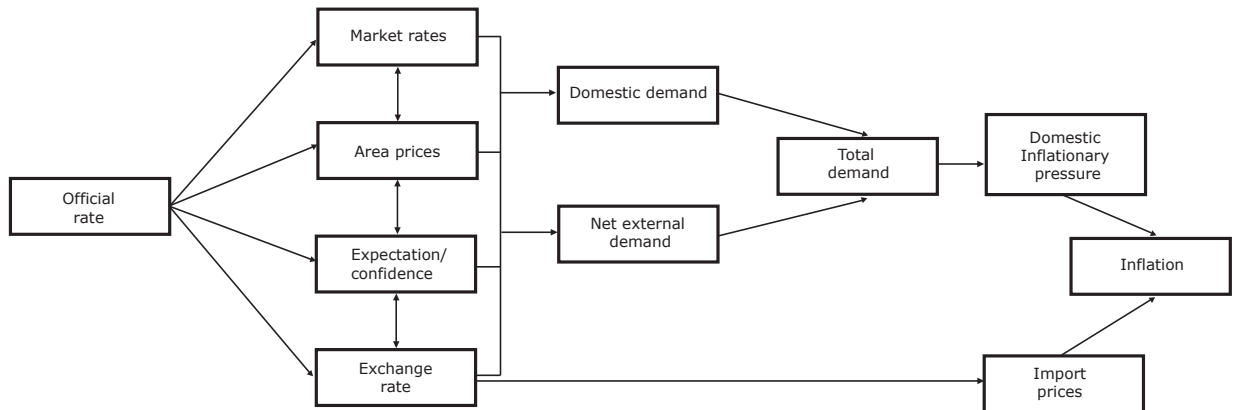 Market rates
Area prices
Official
rate
Expectation/
confidence
Exchange
rate
Domestic demand
Net external
demand
Total
demand
Domestic
Inflationary
pressure
Inflation
Import
prices